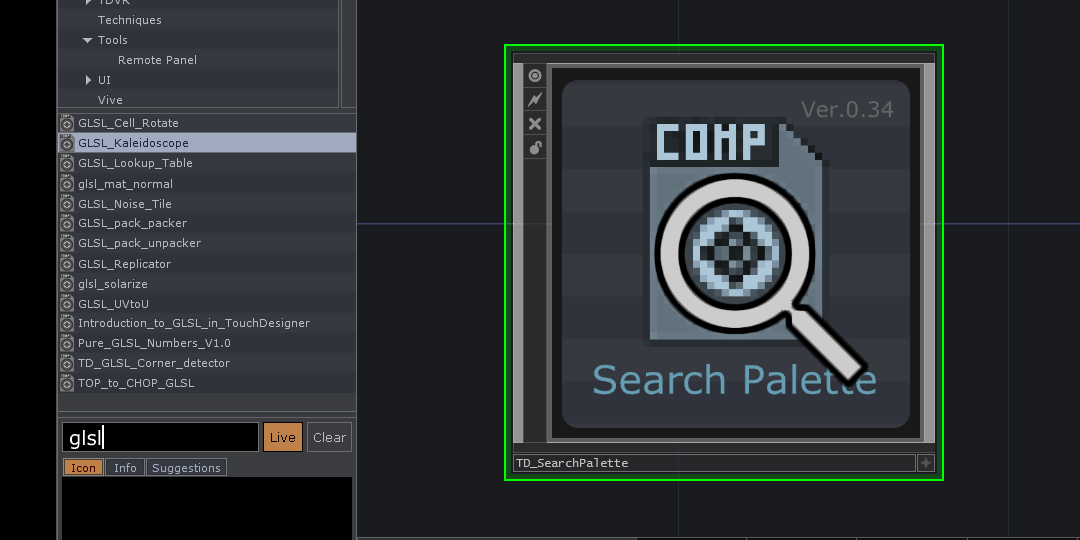 TDVR
Techniques
Tools
Remote Panel
UI
Vive
GLSL_Cell_Rotate
GLSL_Kaleidoscope
GLSL_Lookup_Table
glsl_mat_normal
GLSL_Noise_Tile
GLSL_pack_packer
GLSL_pack_unpacker
GLSL_Replicator
glsl_solarize
GLSL_UVtoU
Introduction_to_GLSL_in_TouchDesigner
Pure_GLSL_Numbers_V1.0
TD_GLSL_Corner_detector
TOP_to_CHOP_GLSL
glsl Live Clear
Icon Info Suggestions
Ver.0.34
COMP
Search Palette
TD_SearchPalette